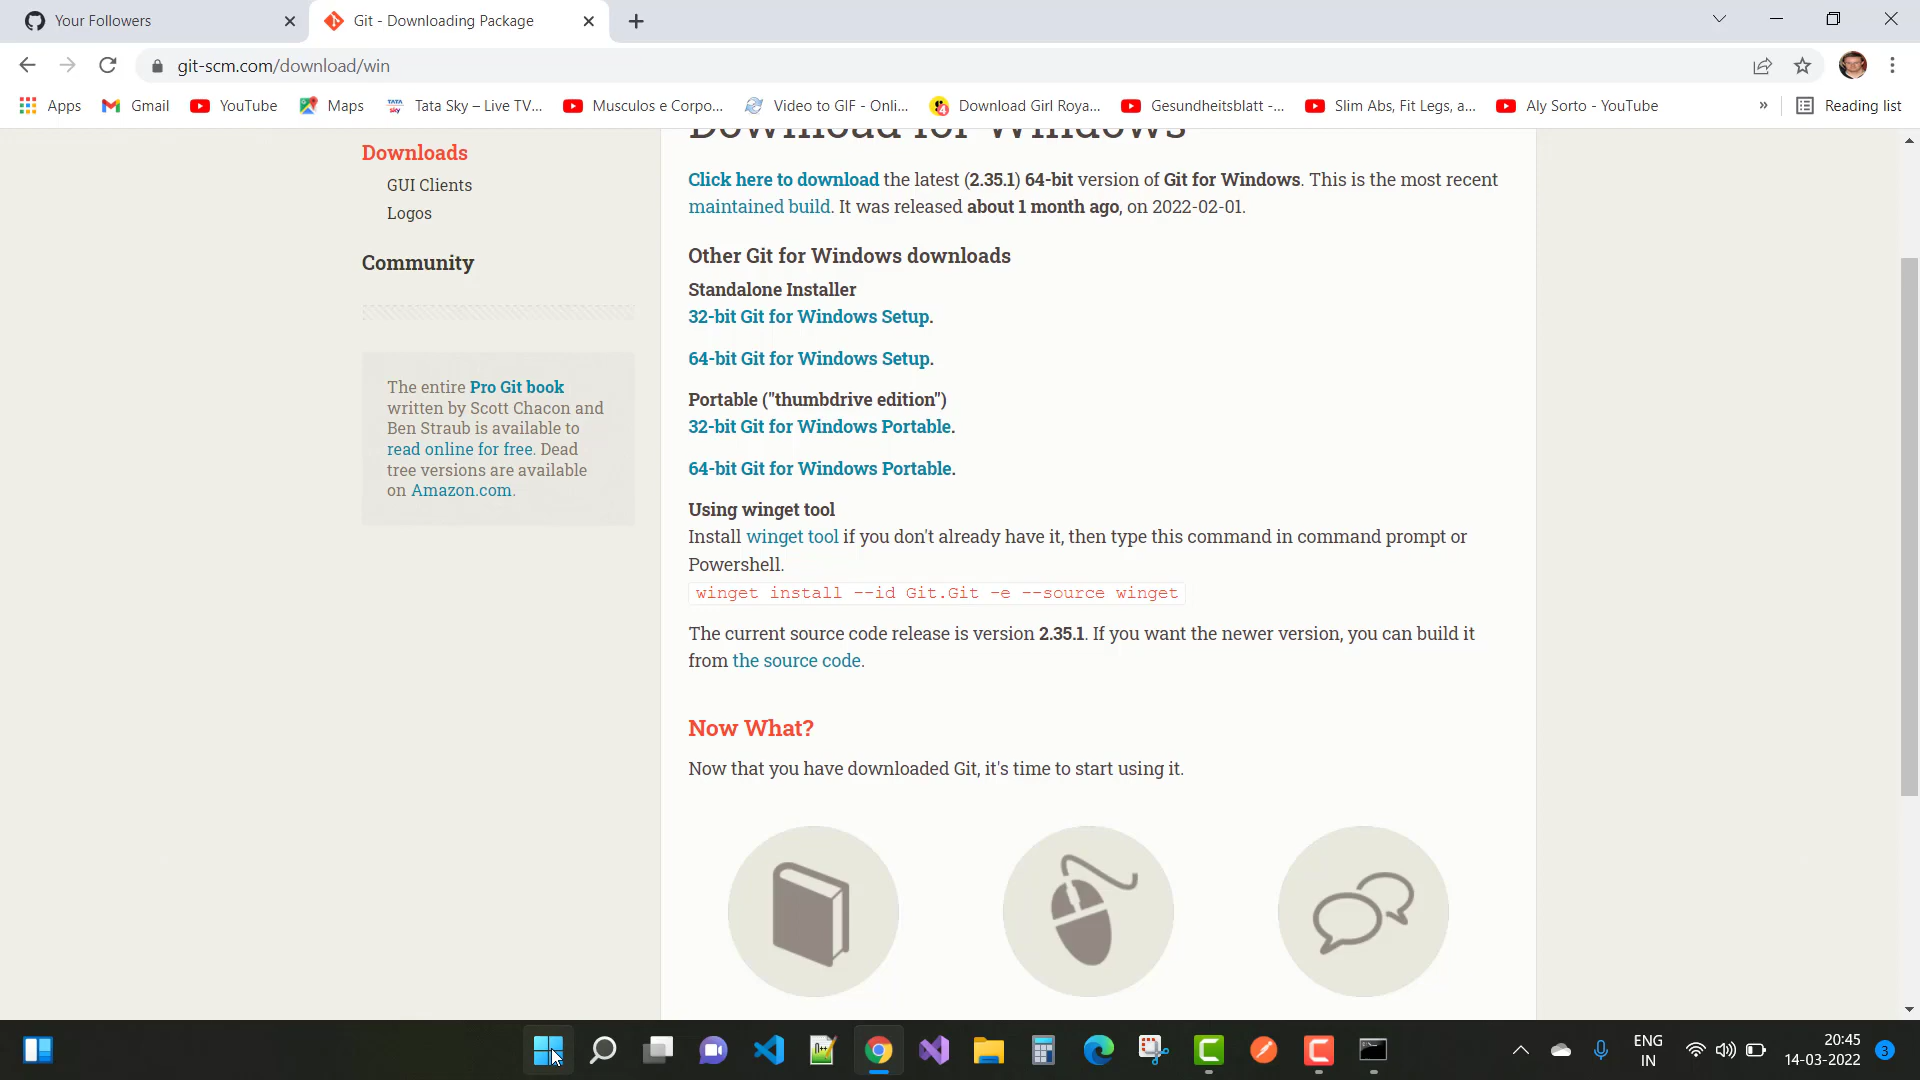 Your Followers
Git - Downloading Package
git-scm.com/download/win
Apps
Gmail
YouTube
Maps
Tata Sky – Live TV...
Musculos e Corpo...
Video to GIF - Onli...
Download Girl Roya...
Gesundheitsblatt -...
Slim Abs, Fit Legs, a...
Aly Sorto - YouTube
»
Reading list
Downloads
GUI Clients
Logos
Community
The entire Pro Git book
written by Scott Chacon and
Ben Straub is available to
read online for free. Dead
tree versions are available
on Amazon.com.
Download for Windows
Click here to download the latest (2.35.1) 64-bit version of Git for Windows. This is the most recent
maintained build. It was released about 1 month ago, on 2022-02-01.
Other Git for Windows downloads
Standalone Installer
32-bit Git for Windows Setup.
64-bit Git for Windows Setup.
Portable ("thumbdrive edition")
32-bit Git for Windows Portable.
64-bit Git for Windows Portable.
Using winget tool
Install winget tool if you don't already have it, then type this command in command prompt or
Powershell.
winget install --id Git.Git -e --source winget
The current source code release is version 2.35.1. If you want the newer version, you can build it
from the source code.
Now What?
Now that you have downloaded Git, it's time to start using it.
ENG
IN
20:45
14-03-2022
3